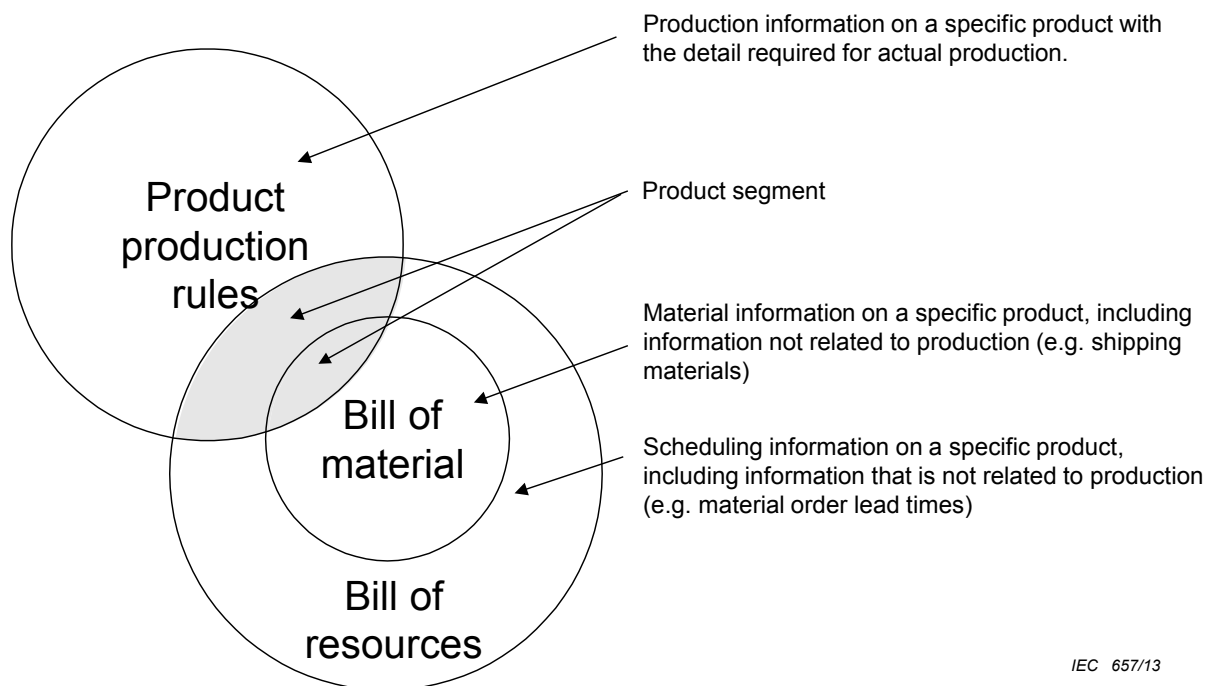 Production information on a specific product with
the detail required for actual production.
Product
production
rules
Product segment
Material information on a specific product, including
information not related to production (e.g. shipping
materials)
Bill of
material
Scheduling information on a specific product,
including information that is not related to production
(e.g. material order lead times)
Bill of
resources
IEC 657/13